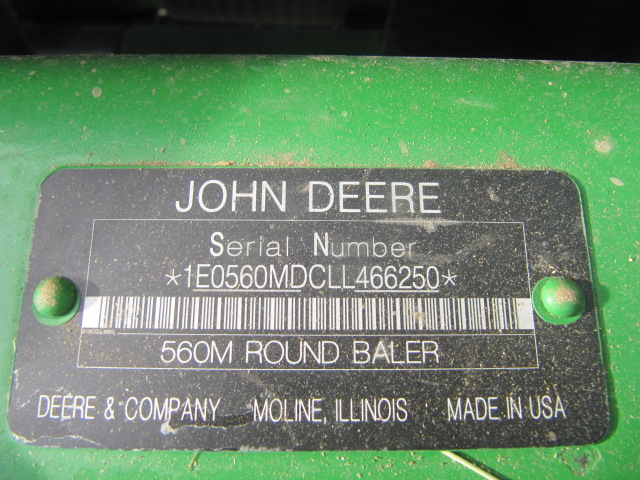 JOHN DEERE
Serial Number
*1E0560MDCLL466250*
560M ROUND BALER
DEERE & COMPANY MOLINE, ILLINOIS MADE IN USA